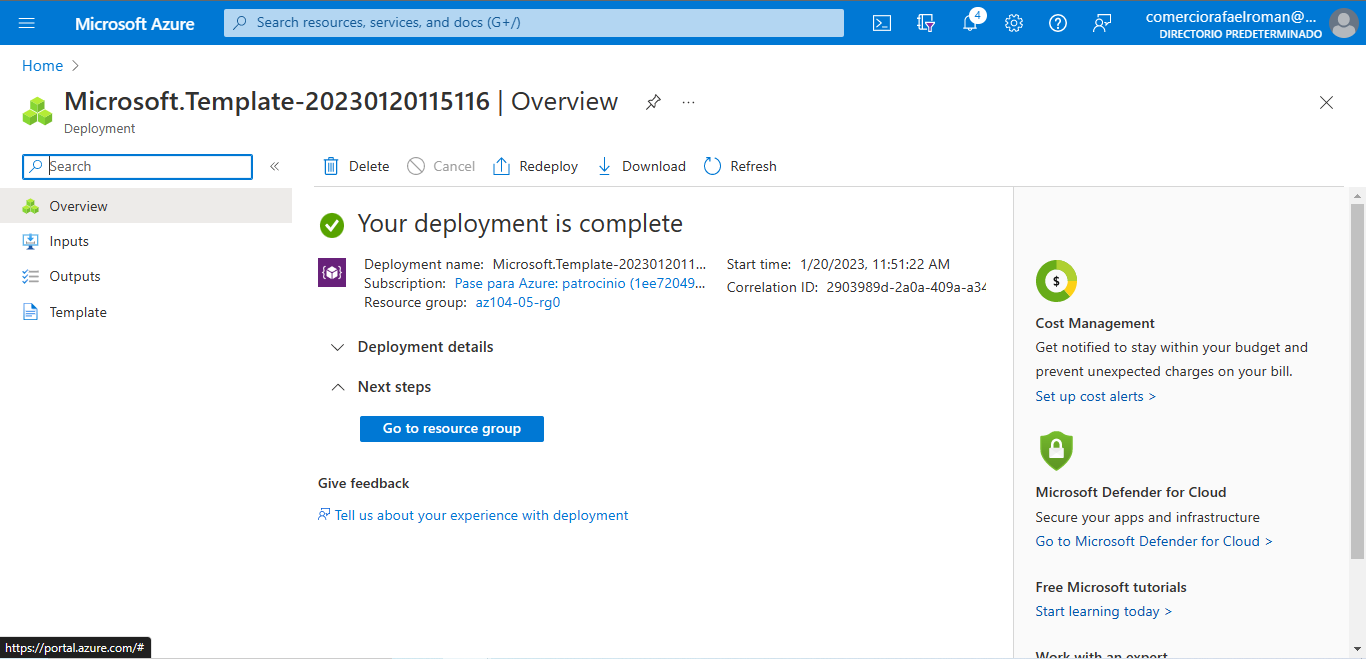 Microsoft Azure
Search resources, services, and docs (G+/)
4
comerciorafaelroman@...
DIRECTORIO PREDETERMINADO
Home >
Microsoft.Template-20230120115116 | Overview
Deployment
Search
Overview
Inputs
Outputs
Template
Delete Cancel Redeploy Download Refresh
Your deployment is complete
Deployment name: Microsoft.Template-2023012011...
Subscription: Pase para Azure: patrocinio (1ee72049...
Resource group: az104-05-rg0
Start time: 1/20/2023, 11:51:22 AM
Correlation ID: 2903989d-2a0a-409a-a34
Deployment details
Next steps
Go to resource group
Give feedback
Tell us about your experience with deployment
Cost Management
Get notified to stay within your budget and
prevent unexpected charges on your bill.
Set up cost alerts >
Microsoft Defender for Cloud
Secure your apps and infrastructure
Go to Microsoft Defender for Cloud >
Free Microsoft tutorials
Start learning today >
Work with an expert
https://portal.azure.com/#